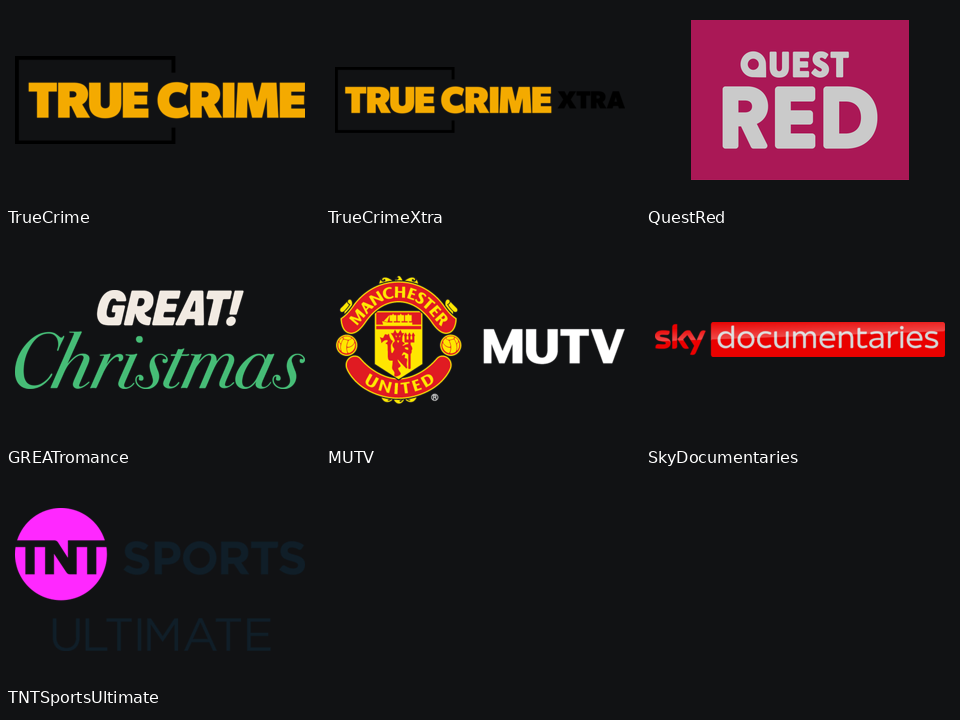 TRUE CRIME
TRUE CRIME XTRA
QUEST
RED
TrueCrime
TrueCrimeXtra
QuestRed
GREAT!
Christmas
MANCHESTER
UNITED
®
MUTV
sky documentaries
GREATromance
MUTV
SkyDocumentaries
TNT SPORTS
ULTIMATE
TNTSportsUltimate